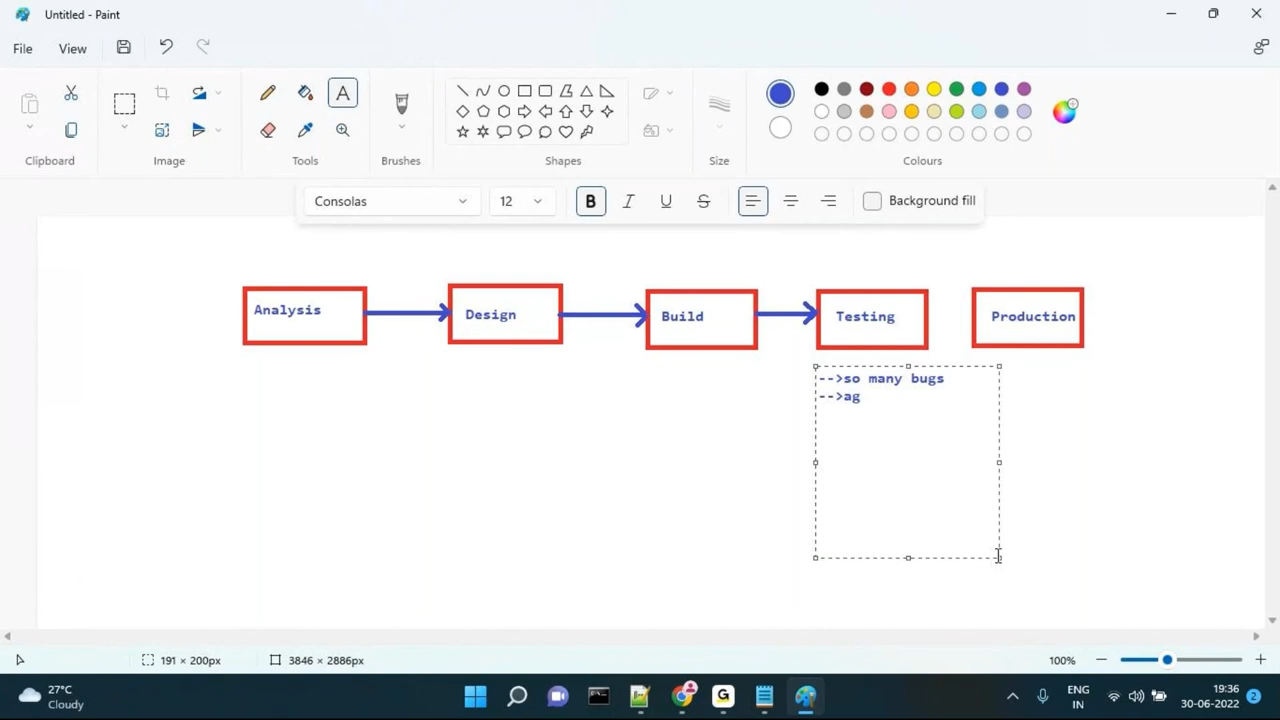 Untitled - Paint
File View
Clipboard
Image
Tools
Brushes
Shapes
Size
Colours
A
Consolas 12 B I U S Background fill
Analysis
Design
Build
Testing
Production
-->so many bugs
-->ag
191 × 200px
3846 × 2886px
100%
27°C
Cloudy
G
ENG
IN
19:36
30-06-2022
2